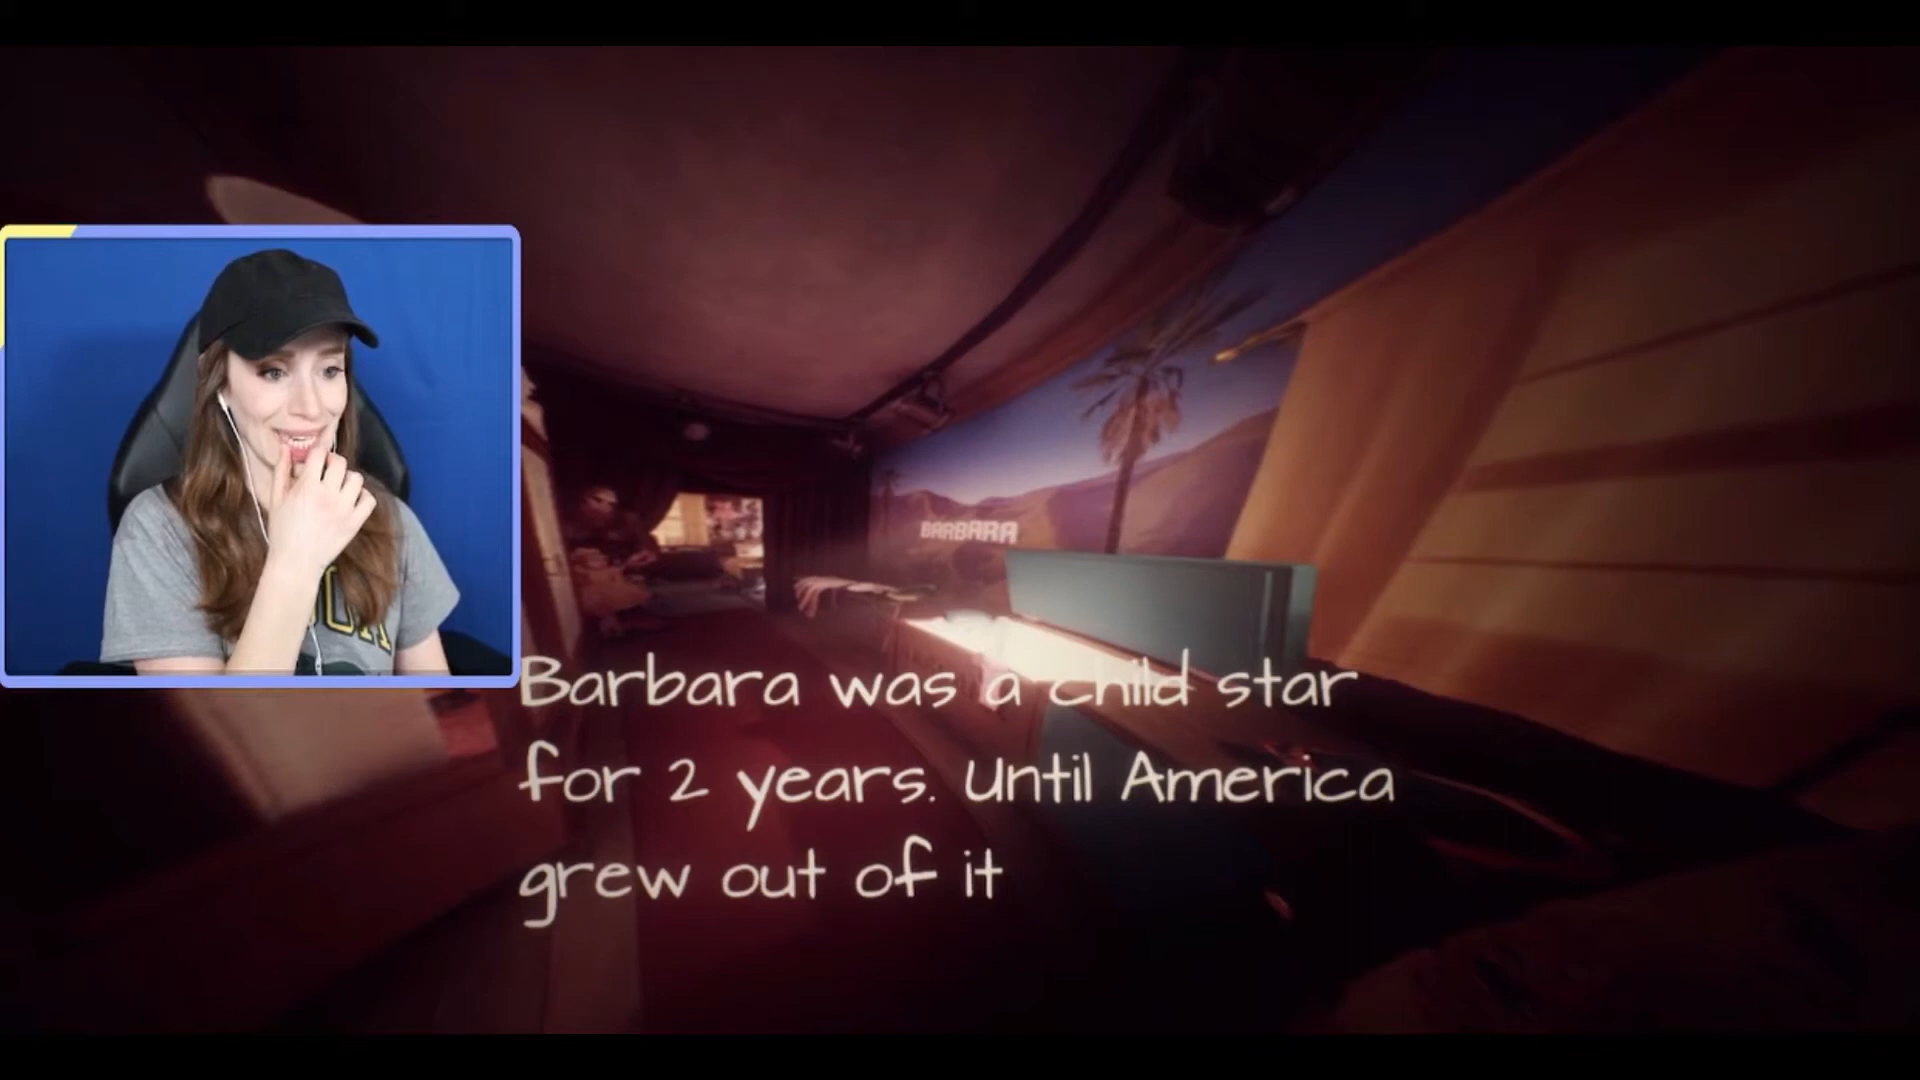 BARBARA
Barbara was a child star
for 2 years. Until America
grew out of it